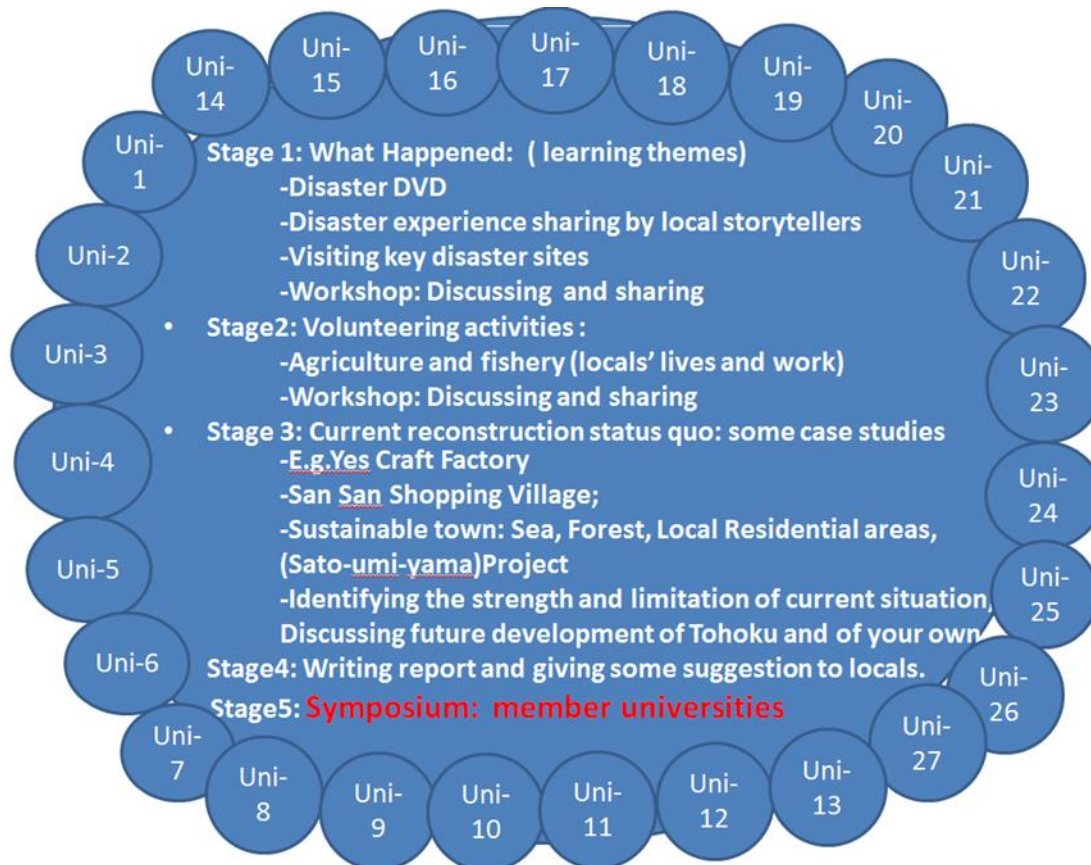 Uni-
14
Uni-
15
Uni-
16
Uni-
17
Uni-
18
Uni-
19
Uni-
20
Uni-
21
Uni-
22
Uni-
23
Uni-
24
Uni-
25
Uni-
26
Uni-
27
Uni-
1
Uni-2
Uni-3
Uni-4
Uni-5
Uni-6
Uni-
7
Uni-
8
Uni-
9
Uni-
10
Uni-
11
Uni-
12
Uni-
13
Stage 1: What Happened: ( learning themes)
-Disaster DVD
-Disaster experience sharing by local storytellers
-Visiting key disaster sites
-Workshop: Discussing and sharing
• Stage2: Volunteering activities :
-Agriculture and fishery (locals' lives and work)
-Workshop: Discussing and sharing
• Stage 3: Current reconstruction status quo: some case studies
-E.g.Yes Craft Factory
-San San Shopping Village;
-Sustainable town: Sea, Forest, Local Residential areas,
(Sato-umi-yama)Project
-Identifying the strength and limitation of current situation,
Discussing future development of Tohoku and of your own
Stage4: Writing report and giving some suggestion to locals.
Stage5: Symposium: member universities